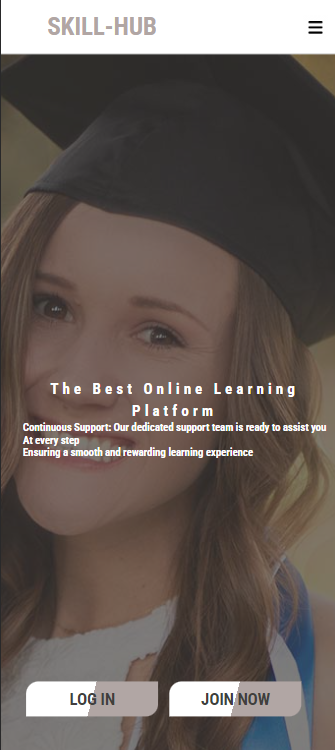 SKILL-HUB
The Best Online Learning
Platform
Continuous Support: Our dedicated support team is ready to assist you
At every step
Ensuring a smooth and rewarding learning experience
LOG IN
JOIN NOW